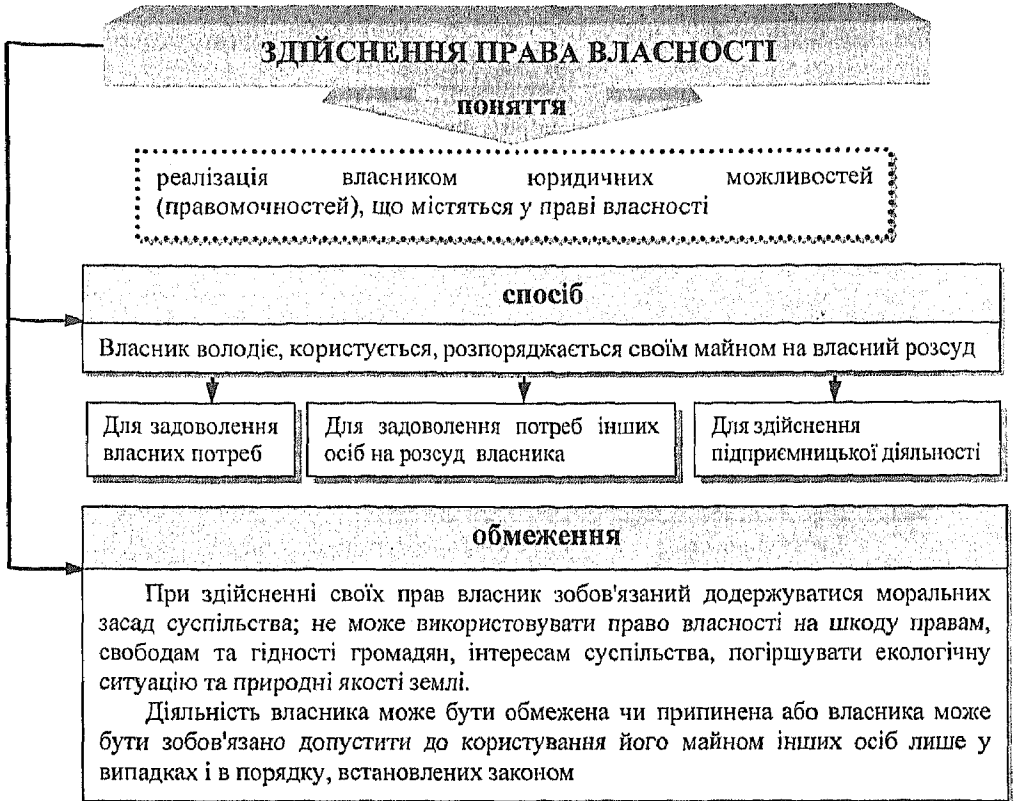 ЗДІЙСНЕННЯ ПРАВА ВЛАСНОСТІ
поняття
реалізація власником юридичних можливостей
(правомочностей), що містяться у праві власності
спосіб
Власник володіє, користується, розпоряджається своїм майном на власний розсуд
Для задоволення
власних потреб
Для задоволення потреб інших
осіб на розсуд власника
Для здійснення
підприємницької діяльності
обмеження
При здійсненні своїх прав власник зобов'язаний додержуватися моральних
засад суспільства; не може використовувати право власності на шкоду правам,
свободам та гідності громадян, інтересам суспільства, погіршувати екологічну
ситуацію та природні якості землі.
Діяльність власника може бути обмежена чи припинена або власника може
бути зобов'язано допустити до користування його майном інших осіб лише у
випадках і в порядку, встановлених законом